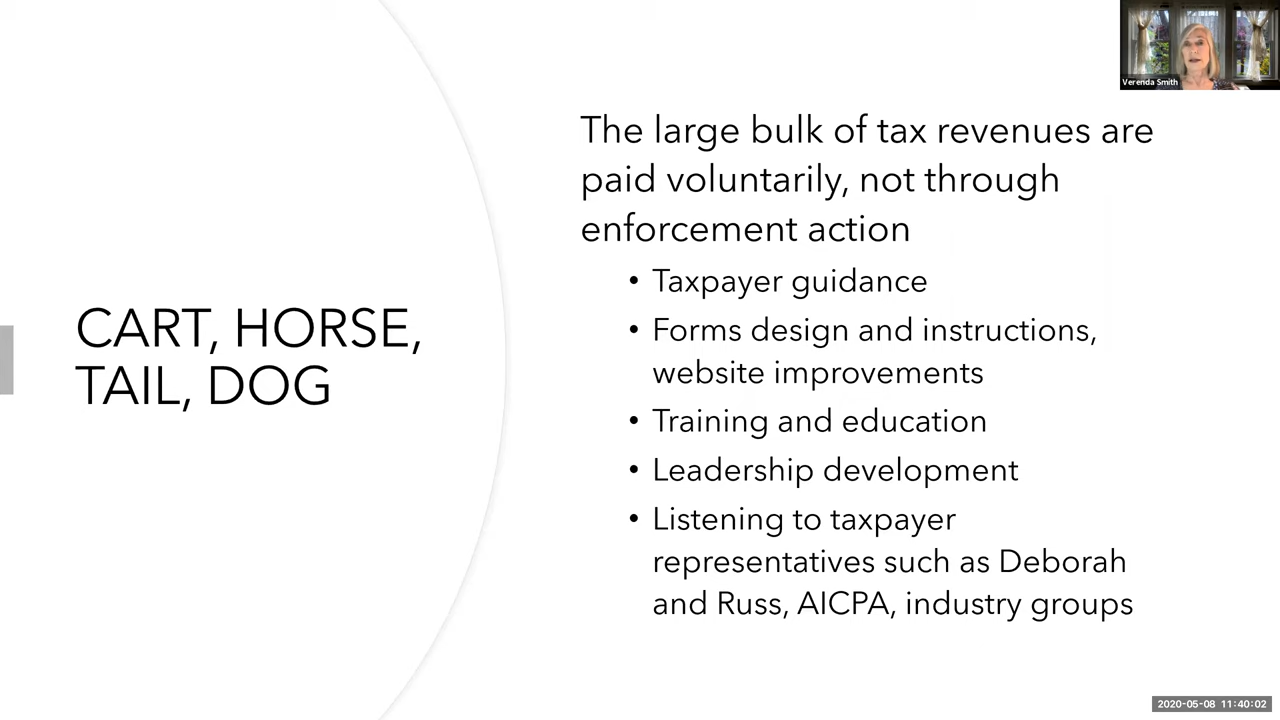 Verenda Smith
CART, HORSE,
TAIL, DOG
The large bulk of tax revenues are
paid voluntarily, not through
enforcement action
• Taxpayer guidance
• Forms design and instructions,
website improvements
• Training and education
• Leadership development
• Listening to taxpayer
representatives such as Deborah
and Russ, AICPA, industry groups
2020-05-08 11:40:02